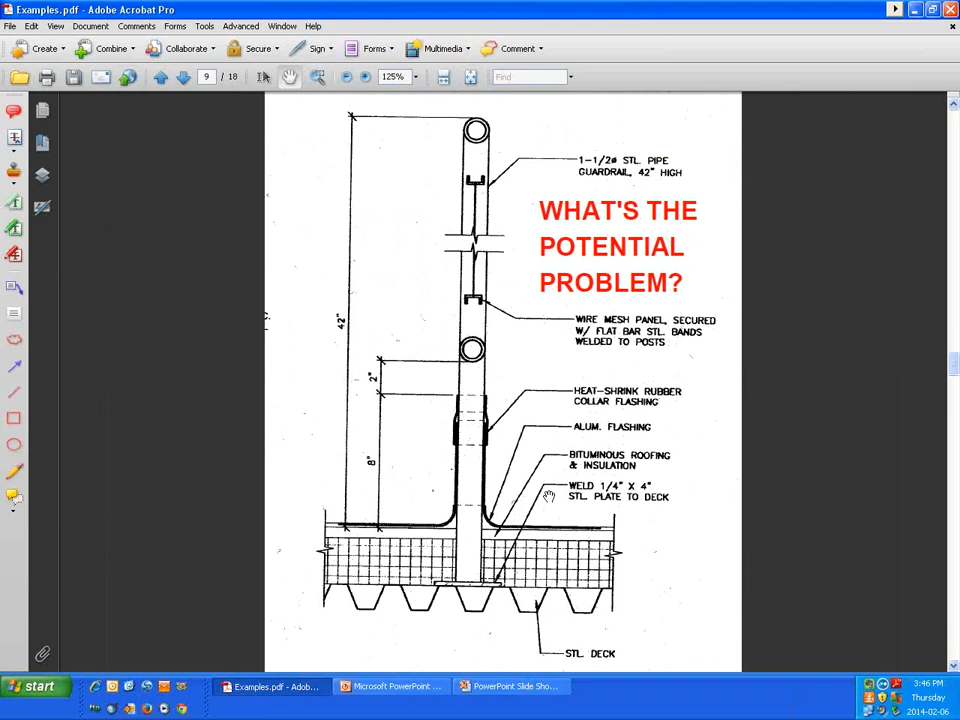 Examples.pdf - Adobe Acrobat Pro
File Edit View Document Comments Forms Tools Advanced Window Help
Create Combine Collaborate Secure Sign Forms Multimedia Comment
9 / 18 125% Find
1-1/2ø STL. PIPE
GUARDRAIL, 42" HIGH
WHAT'S THE
POTENTIAL
PROBLEM?
42"
WIRE MESH PANEL, SECURED
W/ FLAT BAR STL. BANDS
WELDED TO POSTS
2"
HEAT-SHRINK RUBBER
COLLAR FLASHING
ALUM. FLASHING
8"
BITUMINOUS ROOFING
& INSULATION
WELD 1/4" X 4"
STL. PLATE TO DECK
STL. DECK
start Examples.pdf - Adob... Microsoft PowerPoint ... PowerPoint Slide Sho...
3:46 PM
Thursday
2014-02-06